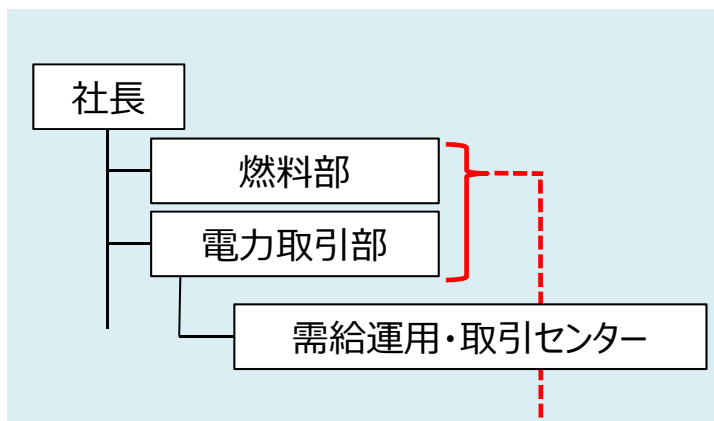 社長
燃料部
電力取引部
需給運用・取引センター